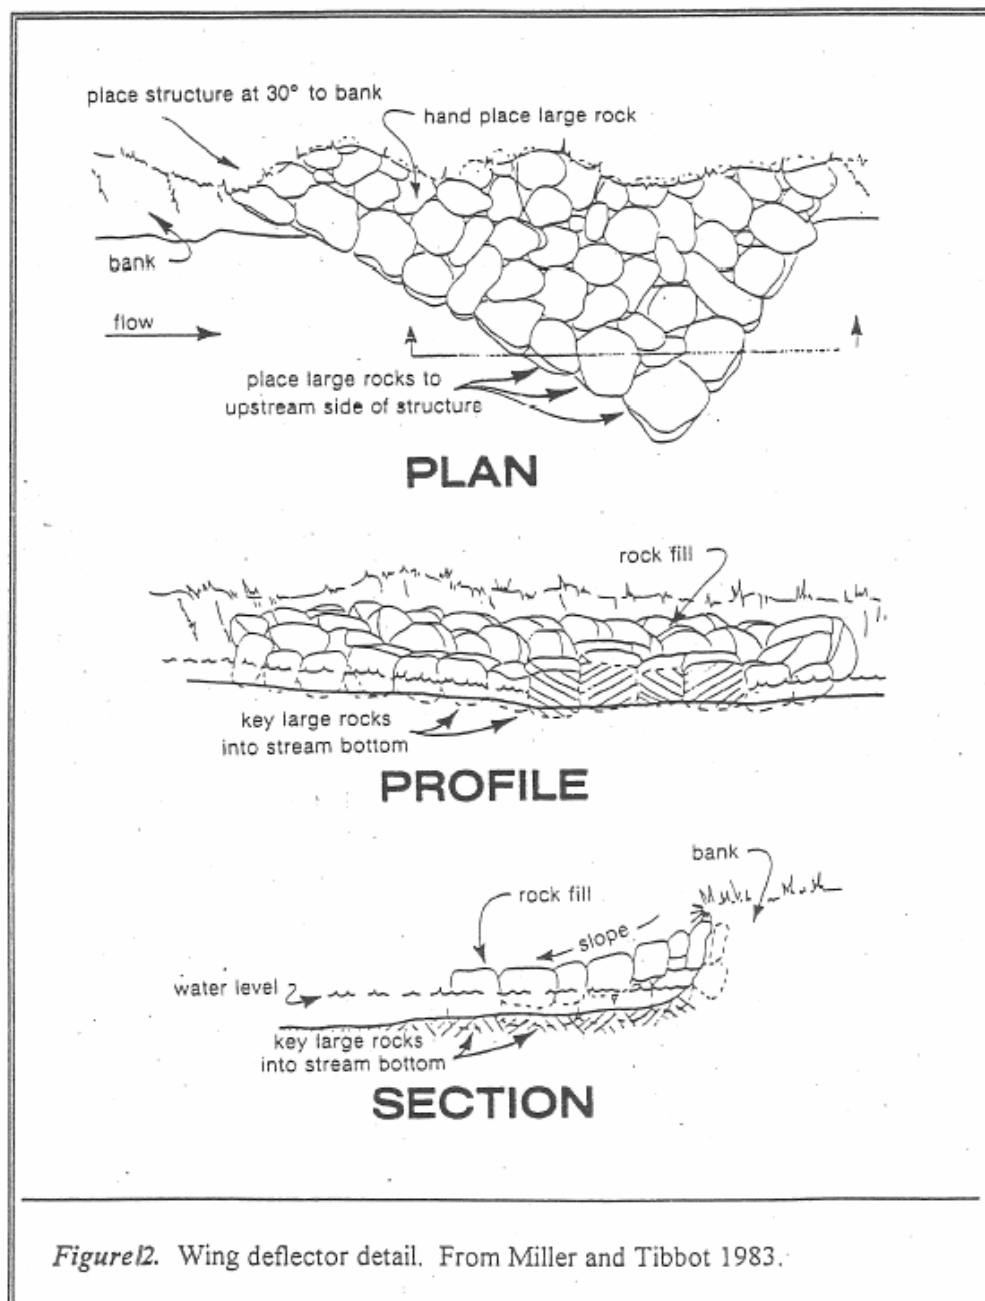 place structure at 30° to bank
hand place large rock
bank
flow
place large rocks to
upstream side of structure
PLAN
rock fill
key large rocks
into stream bottom
PROFILE
bank
rock fill
slope
water level
key large rocks
into stream bottom
SECTION
Figure 12. Wing deflector detail. From Miller and Tibbot 1983.